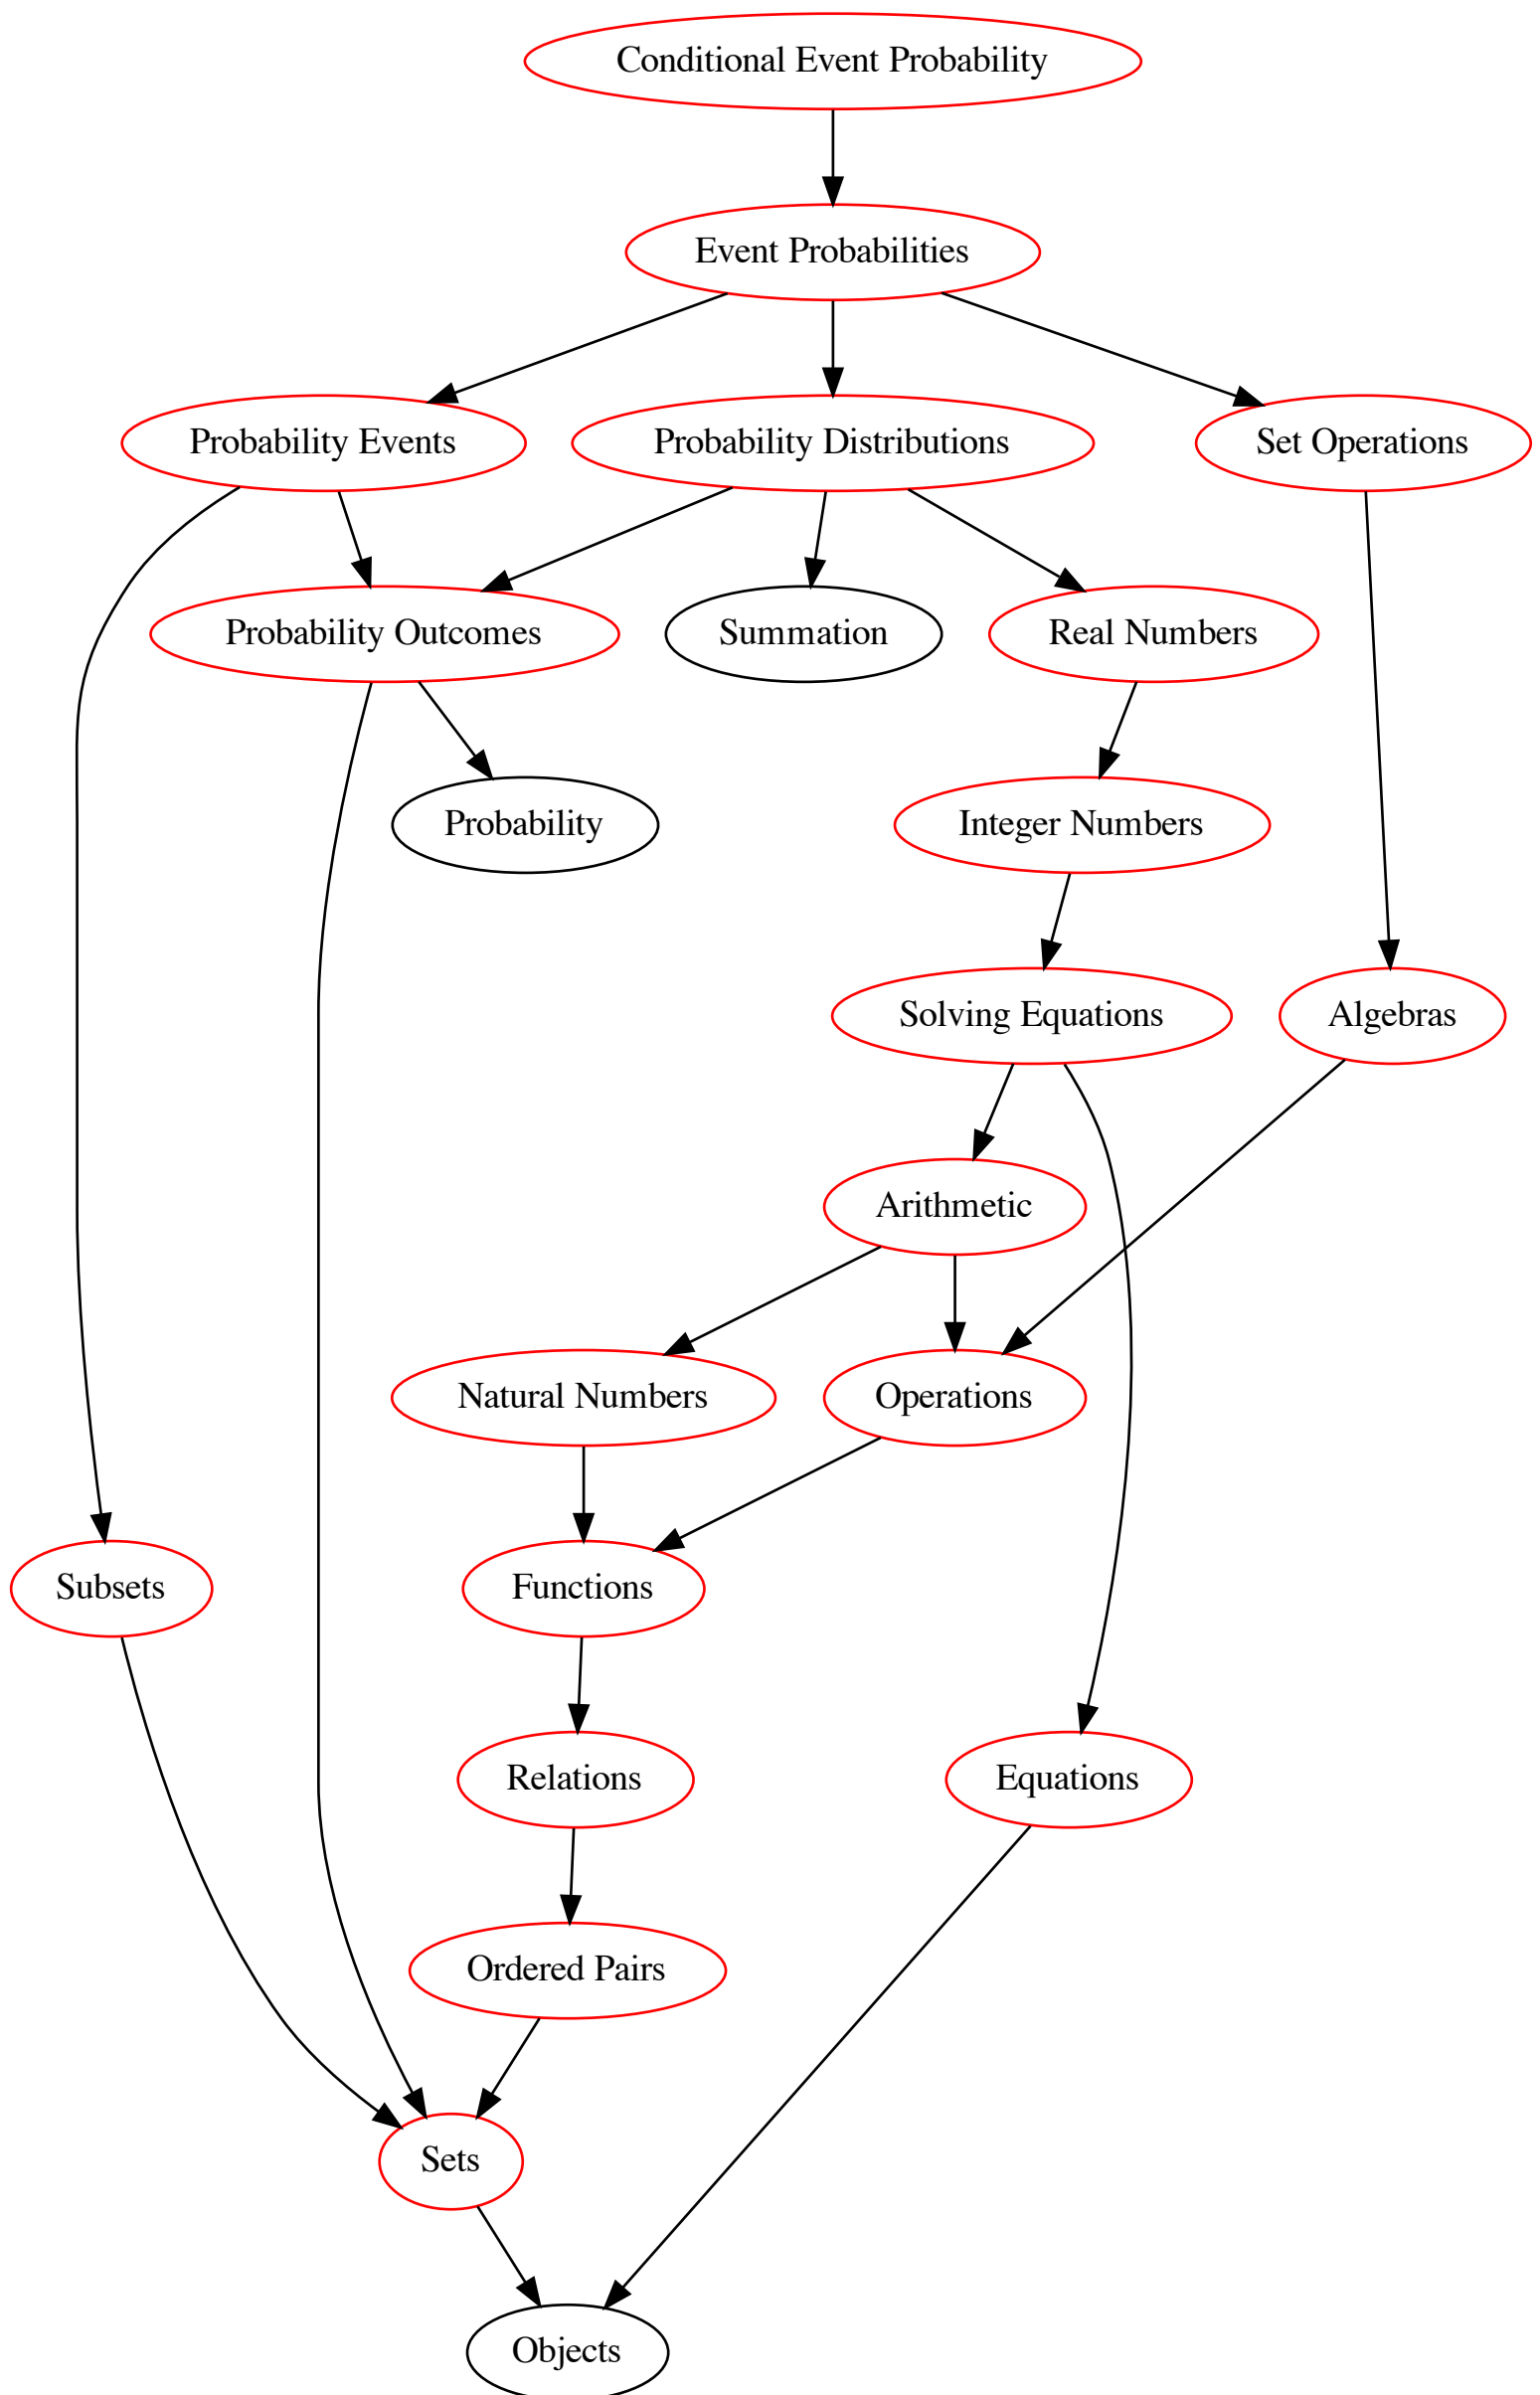 Conditional Event Probability
Event Probabilities
Probability Events
Probability Distributions
Set Operations
Probability Outcomes
Summation
Real Numbers
Probability
Integer Numbers
Solving Equations
Algebras
Arithmetic
Natural Numbers
Operations
Subsets
Functions
Relations
Equations
Ordered Pairs
Sets
Objects